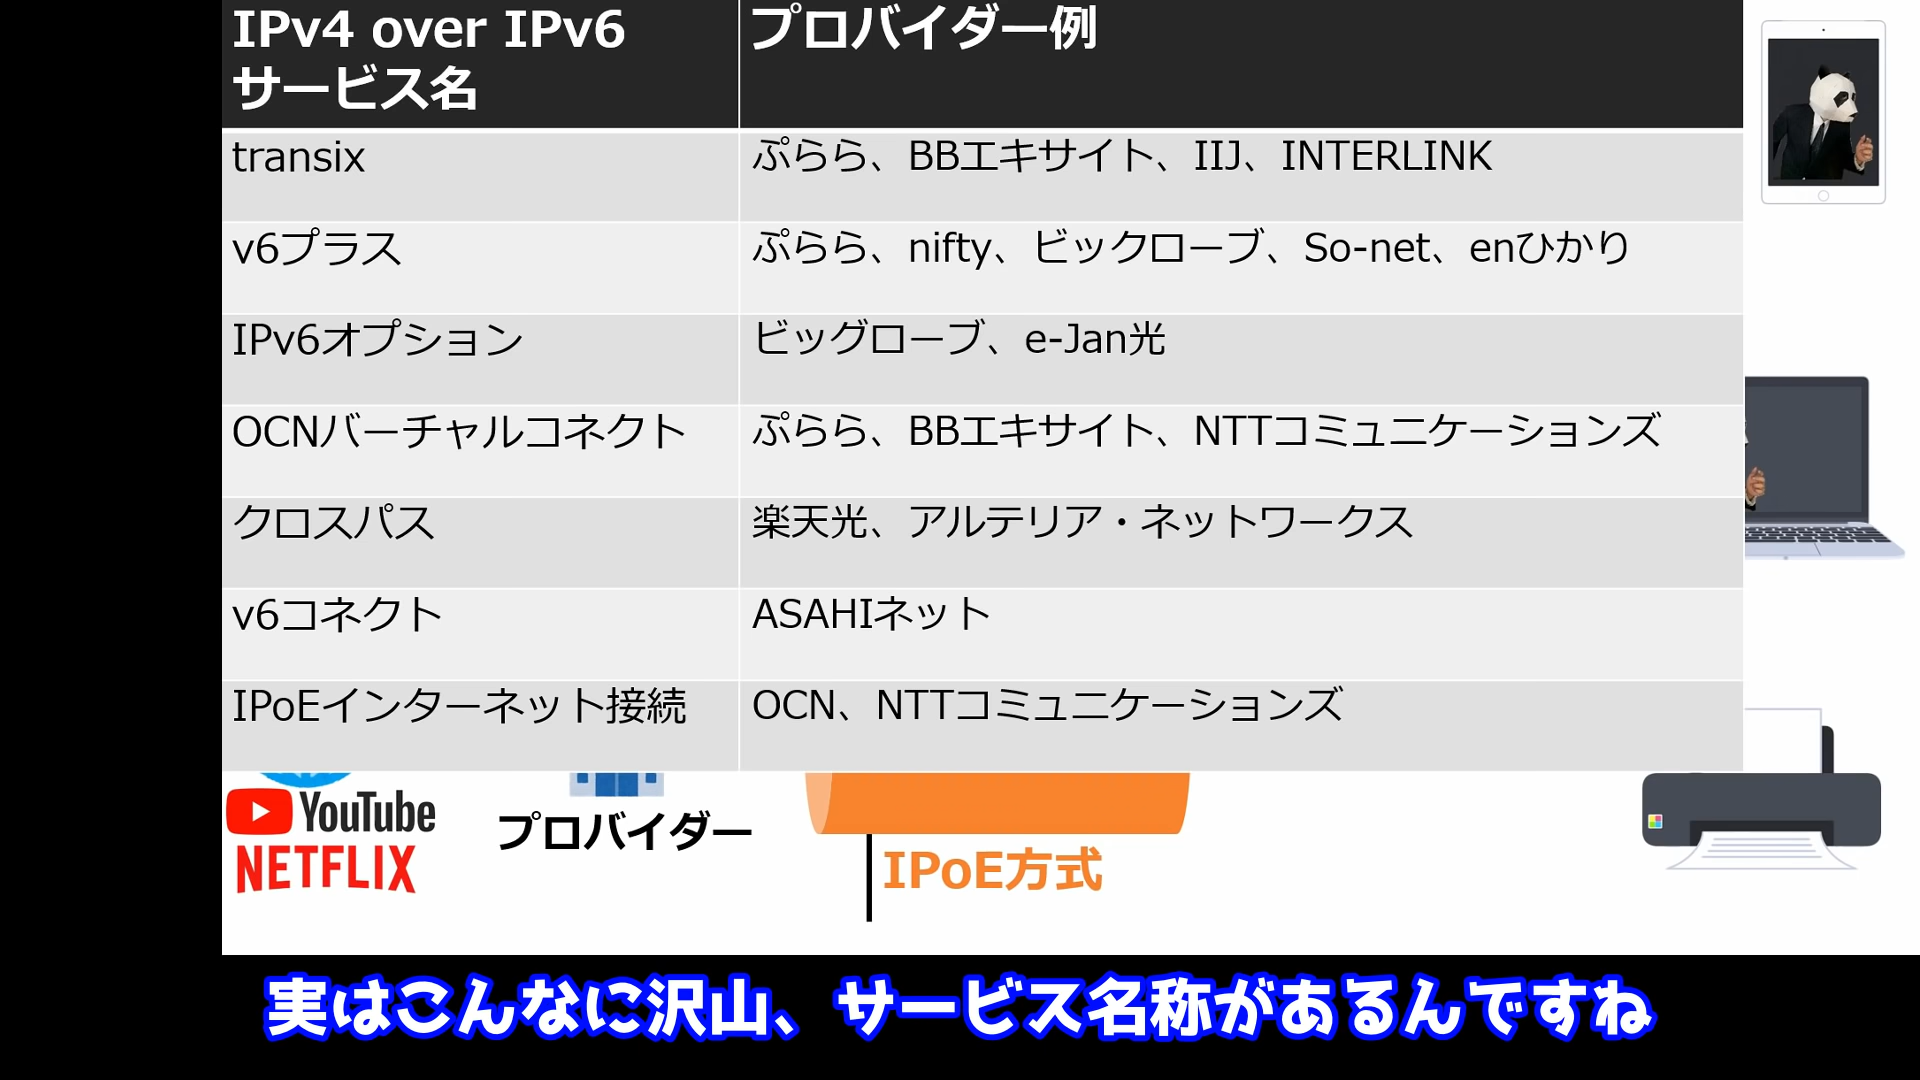 IPv4 over IPv6
サービス名
プロバイダー例
transix
ぷらら、BBエキサイト、IIJ、INTERLINK
v6プラス
ぷらら、nifty、ビックローブ、So-net、enひかり
IPv6オプション
ビッグローブ、e-Jan光
OCNバーチャルコネクト
ぷらら、BBエキサイト、NTTコミュニケーションズ
クロスパス
楽天光、アルテリア・ネットワークス
v6コネクト
ASAHIネット
IPoEインターネット接続
OCN、NTTコミュニケーションズ
YouTube
NETFLIX
プロバイダー
IPoE方式
実はこんなに沢山、サービス名称があるんですね